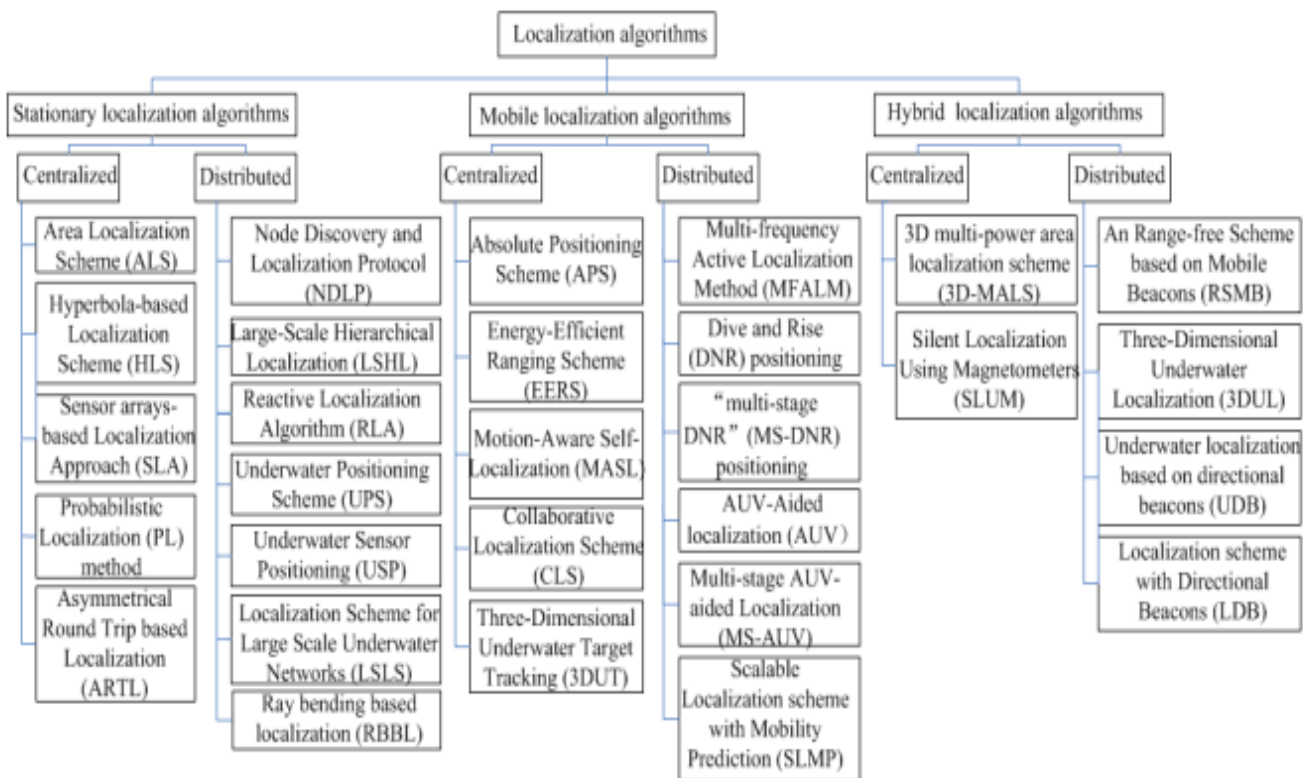 Localization algorithms
Stationary localization algorithms
Mobile localization algorithms
Hybrid localization algorithms
Centralized
Distributed
Centralized
Distributed
Centralized
Distributed
Area Localization
Scheme (ALS)
Hyperbola-based
Localization
Scheme (HLS)
Sensor arrays-
based Localization
Approach (SLA)
Probabilistic
Localization (PL)
method
Asymmetrical
Round Trip based
Localization
(ARTL)
Node Discovery and
Localization Protocol
(NDLP)
Large-Scale Hierarchical
Localization (LSHL)
Reactive Localization
Algorithm (RLA)
Underwater Positioning
Scheme (UPS)
Underwater Sensor
Positioning (USP)
Localization Scheme for
Large Scale Underwater
Networks (LSLS)
Ray bending based
localization (RBBL)
Absolute Positioning
Scheme (APS)
Energy-Efficient
Ranging Scheme
(EERS)
Motion-Aware Self-
Localization (MASL)
Collaborative
Localization Scheme
(CLS)
Three-Dimensional
Underwater Target
Tracking (3DUT)
Multi-frequency
Active Localization
Method (MFALM)
Dive and Rise
(DNR) positioning
“multi-stage
DNR” (MS-DNR)
positioning
AUV-Aided
localization (AUV)
Multi-stage AUV-
aided Localization
(MS-AUV)
Scalable
Localization scheme
with Mobility
Prediction (SLMP)
3D multi-power area
localization scheme
(3D-MALS)
Silent Localization
Using Magnetometers
(SLUM)
An Range-free Scheme
based on Mobile
Beacons (RSMB)
Three-Dimensional
Underwater
Localization (3DUL)
Underwater localization
based on directional
beacons (UDB)
Localization scheme
with Directional
Beacons (LDB)